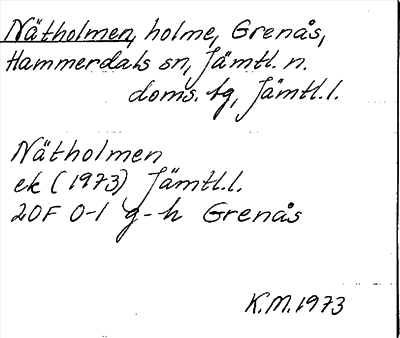 Nätholmen, holme, Grenås,
Hammerdals sn, Jämtl. n.
doms. tg, Jämtl.l.
Nätholmen
ek (1973) Jämtl.l.
20F 0-1 g-h Grenås
K.M. 1973